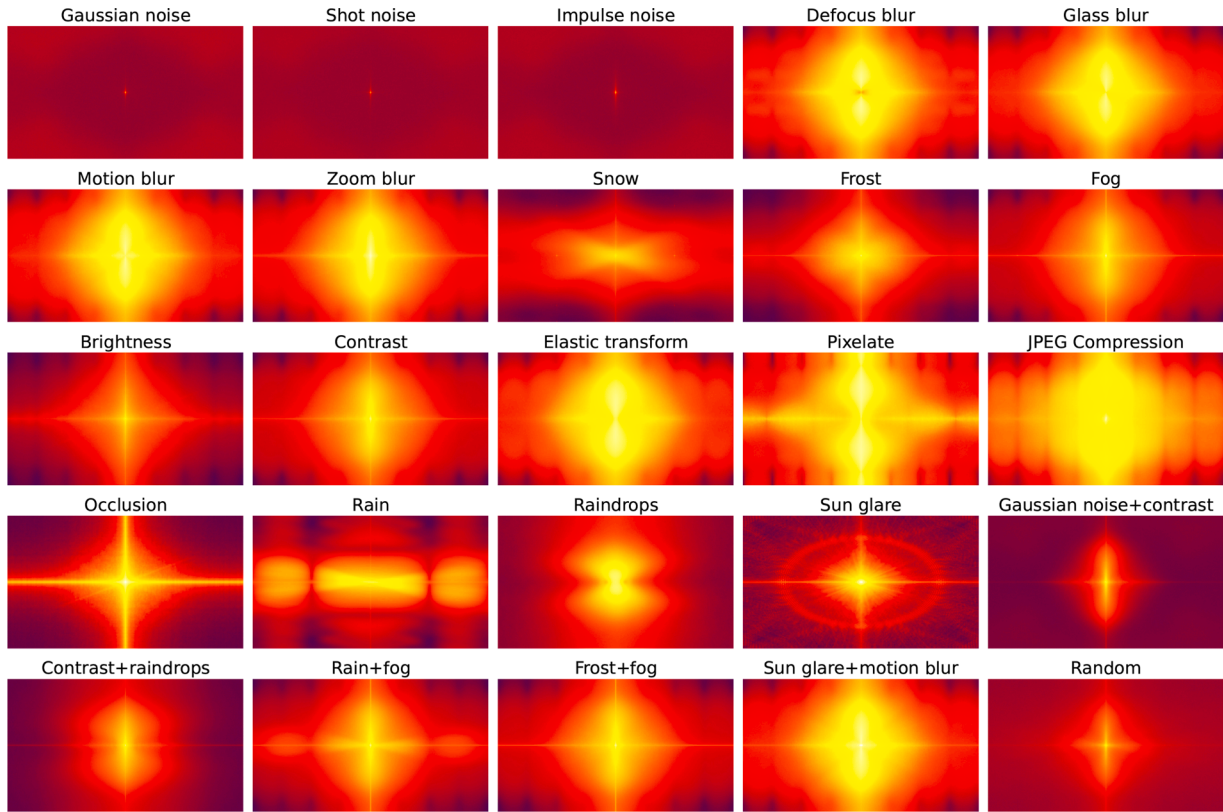 Gaussian noise Shot noise Impulse noise Defocus blur Glass blur
Motion blur Zoom blur Snow Frost Fog
Brightness Contrast Elastic transform Pixelate JPEG Compression
Occlusion Rain Raindrops Sun glare Gaussian noise+contrast
Contrast+raindrops Rain+fog Frost+fog Sun glare+motion blur Random